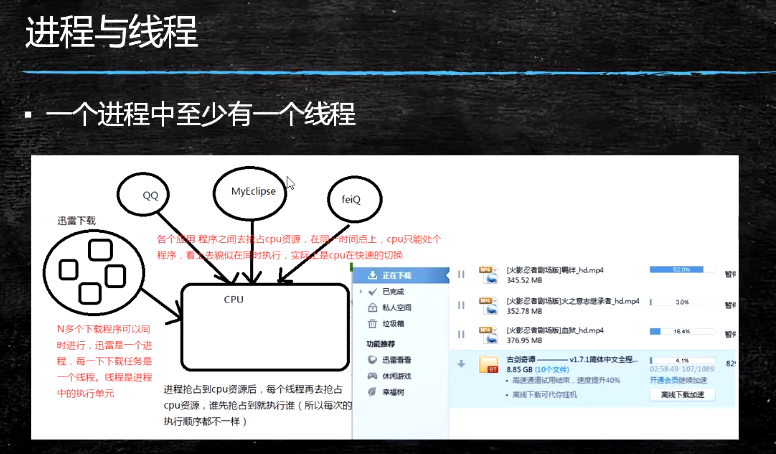 进程与线程
▪ 一个进程中至少有一个线程
QQ
MyEclipse
feiQ
迅雷下载
各个应用 程序之间去抢占cpu资源，在同一时间点上，cpu只能处个
程序，看上去貌似在同时执行，实际上是cpu在快速的切换
CPU
N多个下载程序可以同
时进行，迅雷是一个进
程，每一下下载任务是
一个线程。线程是进程
中的执行单元
进程抢占到cpu资源后，每个线程再去抢占
cpu资源，谁先抢占到就执行谁（所以每次的
执行顺序都不一样）
正在下载
已完成
私人空间
垃圾箱
功能推荐
迅雷看看
休闲游戏
幸福树
[火影忍者剧场版]羁绊_hd.mp4
345.52 MB
82.0%
[火影忍者剧场版]火之意志继承者_hd.mp4
352.78 MB
3.0%
[火影忍者剧场版]血狱_hd.mp4
376.95 MB
16.4%
古剑奇谭 ———— v1.7.1简体中文全程...
8.85 GB (10个文件)
4.1%
02:58:49 107/1089
• 高速通道试用结束，速度提升40%
开通会员继续加速
• 离线下载可代你挂机
离线下载加速
BT